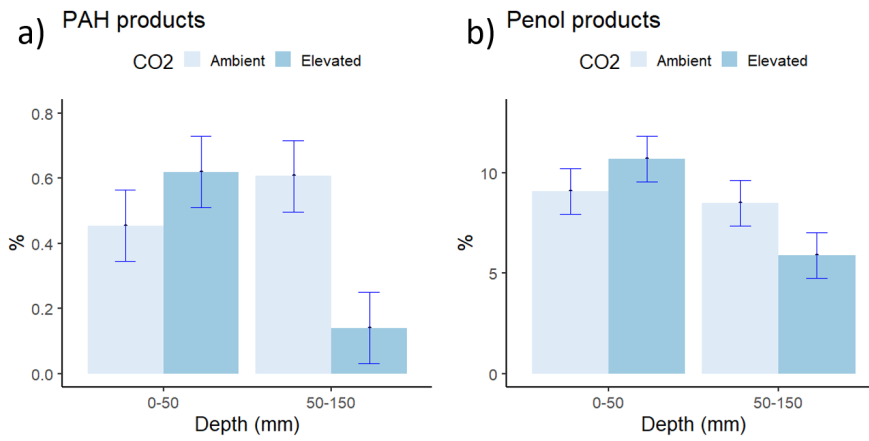 a) PAH products
CO2 Ambient Elevated
0.8
0.6
0.4
0.2
0.0
%
0-50 50-150
Depth (mm)
b) Penol products
CO2 Ambient Elevated
10
5
0
%
0-50 50-150
Depth (mm)